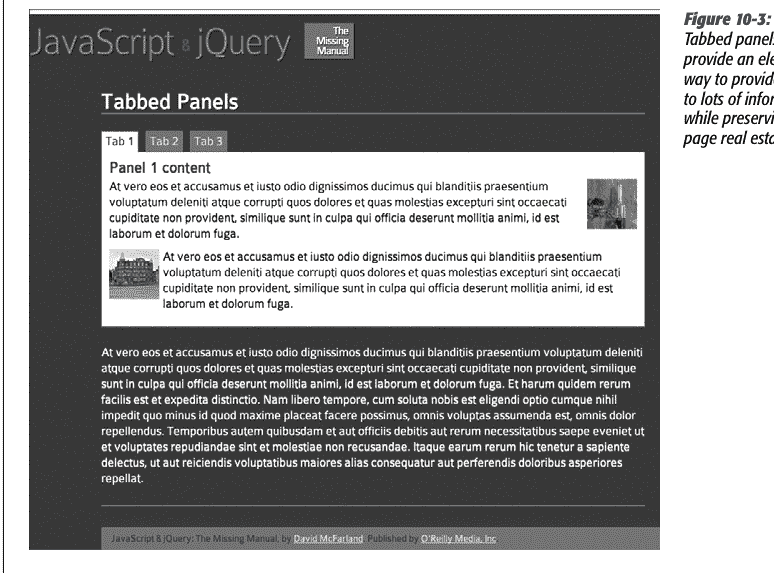 JavaScript & jQuery
The
Missing
Manual
Tabbed Panels
Tab 1 Tab 2 Tab 3
Panel 1 content
At vero eos et accusamus et iusto odio dignissimos ducimus qui blanditiis praesentium
voluptatum deleniti atque corrupti quos dolores et quas molestias excepturi sint occaecati
cupiditate non provident, similique sunt in culpa qui officia deserunt mollitia animi, id est
laborum et dolorum fuga.
At vero eos et accusamus et iusto odio dignissimos ducimus qui blanditiis praesentium
voluptatum deleniti atque corrupti quos dolores et quas molestias excepturi sint occaecati
cupiditate non provident, similique sunt in culpa qui officia deserunt mollitia animi, id est
laborum et dolorum fuga.
At vero eos et accusamus et iusto odio dignissimos ducimus qui blanditiis praesentium voluptatum deleniti
atque corrupti quos dolores et quas molestias excepturi sint occaecati cupiditate non provident, similique
sunt in culpa qui officia deserunt mollitia animi, id est laborum et dolorum fuga. Et harum quidem rerum
facilis est et expedita distinctio. Nam libero tempore, cum soluta nobis est eligendi optio cumque nihil
impedit quo minus id quod maxime placeat facere possimus, omnis voluptas assumenda est, omnis dolor
repellendus. Temporibus autem quibusdam et aut officiis debitis aut rerum necessitatibus saepe eveniet ut
et voluptates repudiandae sint et molestiae non recusandae. Itaque earum rerum hic tenetur a sapiente
delectus, ut aut reiciendis voluptatibus maiores alias consequatur aut perferendis doloribus asperiores
repellat.
JavaScript & jQuery: The Missing Manual, by David McFarland. Published by O'Reilly Media, Inc
Figure 10-3:
Tabbed panel
provide an ele
way to provid
to lots of infor
while preservi
page real esta